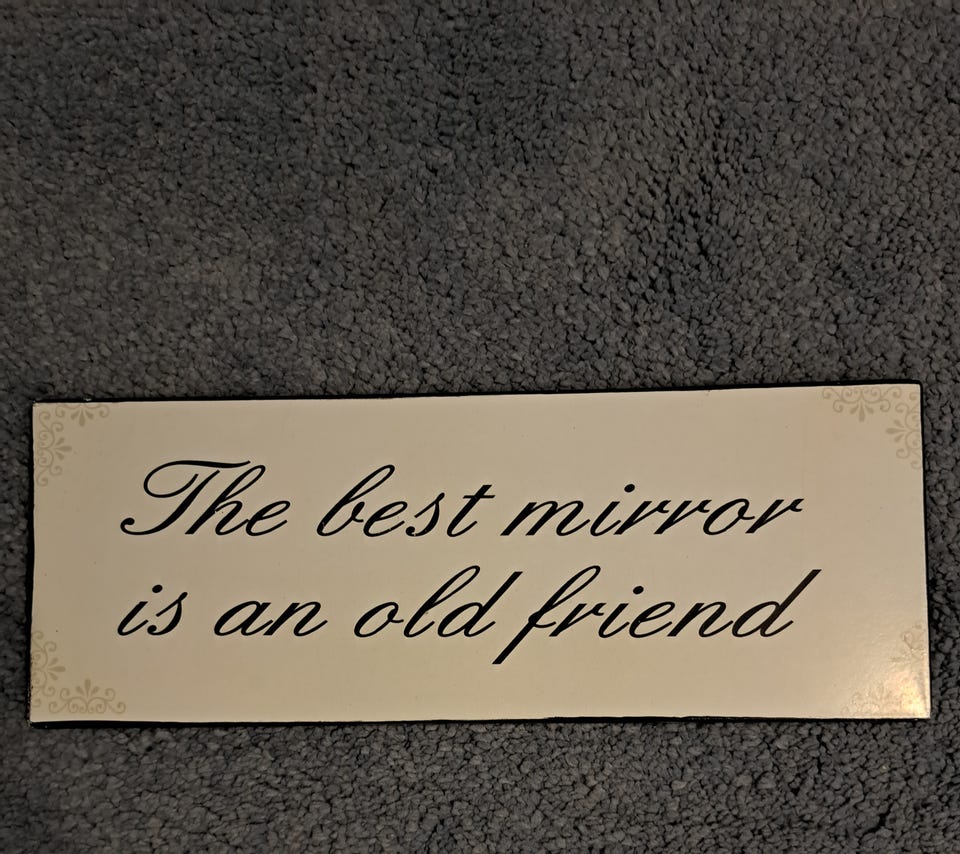 The best mirror
is an old friend